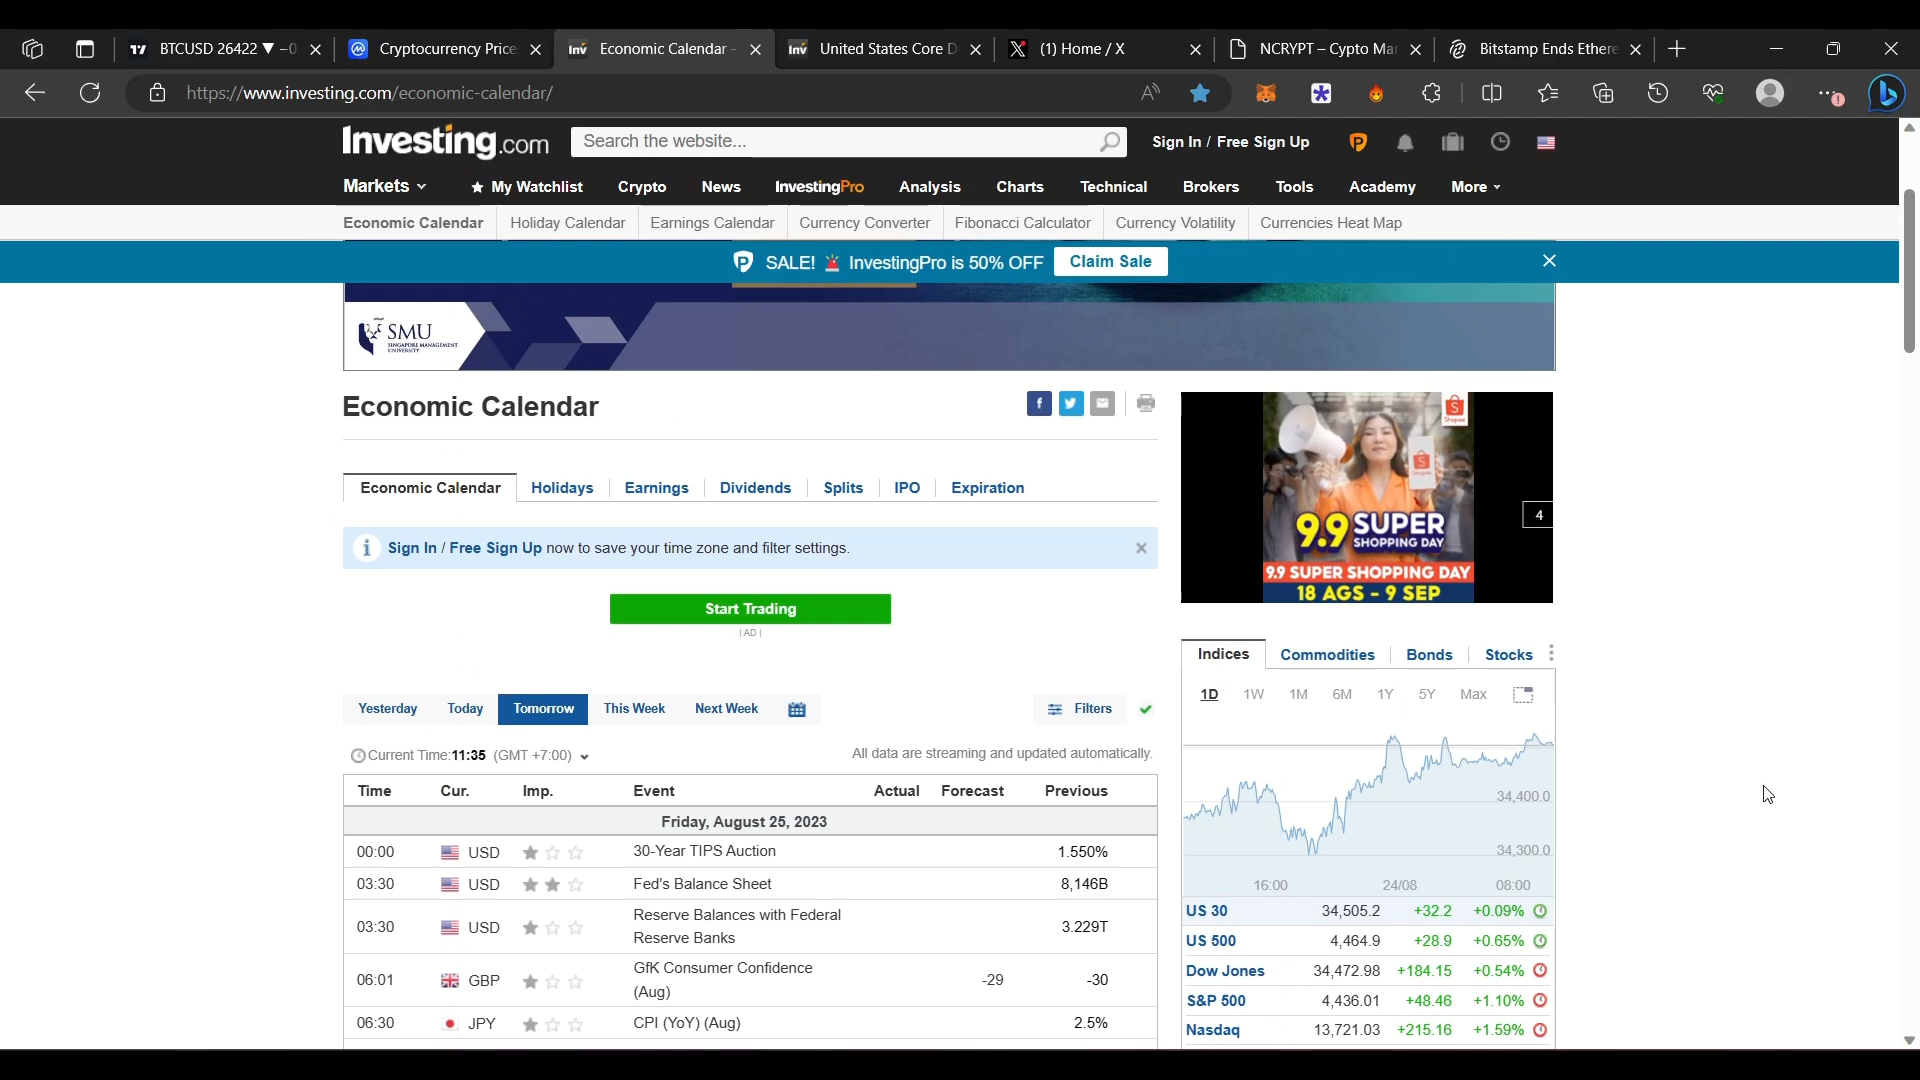 BTCUSD 26422 ▼ −0
Cryptocurrency Price
Economic Calendar -
United States Core D
(1) Home / X
NCRYPT – Cypto Mar
Bitstamp Ends Ethere
https://www.investing.com/economic-calendar/
Investing.com
Search the website...
Sign In / Free Sign Up
Markets
My Watchlist
Crypto
News
InvestingPro
Analysis
Charts
Technical
Brokers
Tools
Academy
More
Economic Calendar
Holiday Calendar
Earnings Calendar
Currency Converter
Fibonacci Calculator
Currency Volatility
Currencies Heat Map
SALE! 🚨 InvestingPro is 50% OFF
Claim Sale
SMU
SINGAPORE MANAGEMENT
UNIVERSITY
Economic Calendar
Shopee
9.9 SUPER
SHOPPING DAY
9.9 SUPER SHOPPING DAY
18 AGS - 9 SEP
4
Economic Calendar
Holidays
Earnings
Dividends
Splits
IPO
Expiration
Sign In / Free Sign Up now to save your time zone and filter settings.
Start Trading
| AD |
Yesterday
Today
Tomorrow
This Week
Next Week
Filters
Current Time:11:35 (GMT +7:00)
All data are streaming and updated automatically.
Time Cur. Imp. Event Actual Forecast Previous
Friday, August 25, 2023
00:00 USD 30-Year TIPS Auction 1.550%
03:30 USD Fed's Balance Sheet 8,146B
03:30 USD Reserve Balances with Federal
Reserve Banks 3.229T
06:01 GBP GfK Consumer Confidence
(Aug) -29 -30
06:30 JPY CPI (YoY) (Aug) 2.5%
Indices
Commodities
Bonds
Stocks
1D 1W 1M 6M 1Y 5Y Max
34,400.0
34,300.0
16:00 24/08 08:00
US 30 34,505.2 +32.2 +0.09%
US 500 4,464.9 +28.9 +0.65%
Dow Jones 34,472.98 +184.15 +0.54%
S&P 500 4,436.01 +48.46 +1.10%
Nasdaq 13,721.03 +215.16 +1.59%